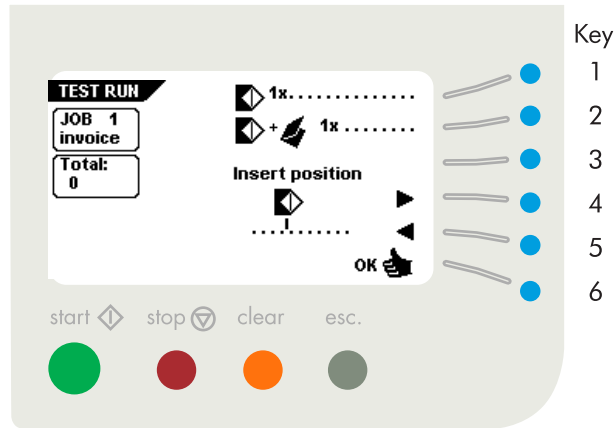 Key
1
2
3
4
5
6
TEST RUN
JOB 1
invoice
Total:
0
1x..............
+ 1x ........
Insert position
...........
OK
start stop clear esc.